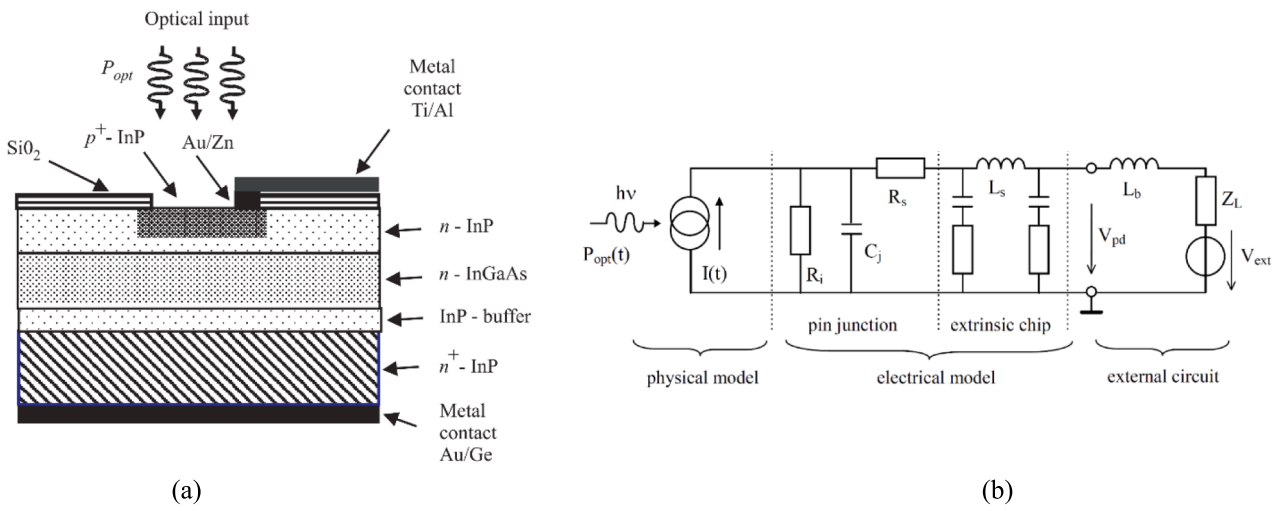 Optical input
P_opt
Metal
contact
Ti/Al
p⁺- InP
Au/Zn
Si0₂
n - InP
n - InGaAs
InP - buffer
n⁺- InP
Metal
contact
Au/Ge
(a)
hν
P_opt(t)
I(t)
R_i
C_j
R_s
L_s
V_pd
L_b
Z_L
V_ext
pin junction
extrinsic chip
physical model
electrical model
external circuit
(b)